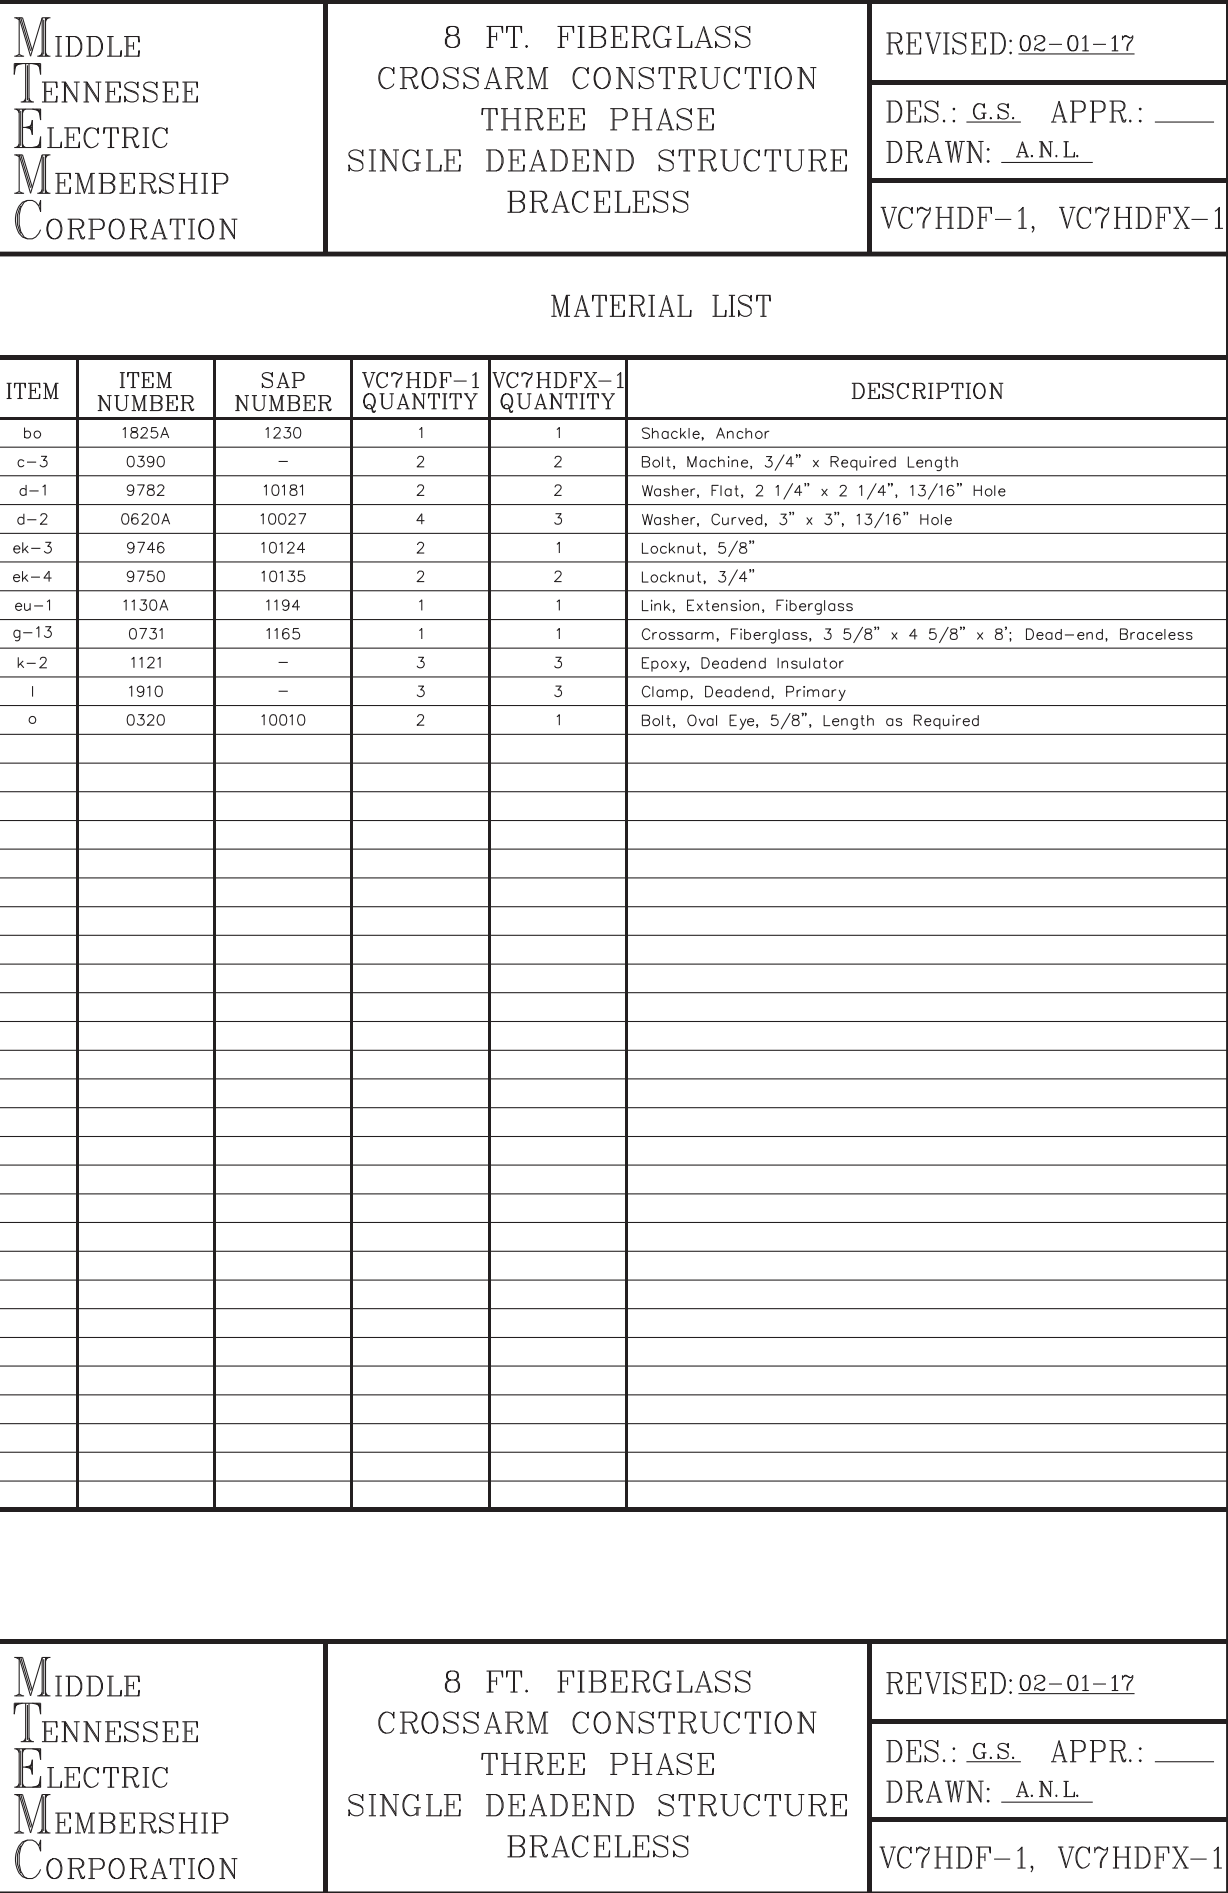 MIDDLE
TENNESSEE
ELECTRIC
MEMBERSHIP
CORPORATION
8 FT. FIBERGLASS
CROSSARM CONSTRUCTION
THREE PHASE
SINGLE DEADEND STRUCTURE
BRACELESS
REVISED: 02-01-17
DES.: G.S. APPR.: ____
DRAWN: A.N.L.
VC7HDF-1, VC7HDFX-1
MATERIAL LIST
ITEM ITEM NUMBER SAP NUMBER VC7HDF-1 QUANTITY VC7HDFX-1 QUANTITY DESCRIPTION
bo 1825A 1230 1 1 Shackle, Anchor
c-3 0390 - 2 2 Bolt, Machine, 3/4" x Required Length
d-1 9782 10181 2 2 Washer, Flat, 2 1/4" x 2 1/4", 13/16" Hole
d-2 0620A 10027 4 3 Washer, Curved, 3" x 3", 13/16" Hole
ek-3 9746 10124 2 1 Locknut, 5/8"
ek-4 9750 10135 2 2 Locknut, 3/4"
eu-1 1130A 1194 1 1 Link, Extension, Fiberglass
g-13 0731 1165 1 1 Crossarm, Fiberglass, 3 5/8" x 4 5/8" x 8'; Dead-end, Braceless
k-2 1121 - 3 3 Epoxy, Deadend Insulator
l 1910 - 3 3 Clamp, Deadend, Primary
o 0320 10010 2 1 Bolt, Oval Eye, 5/8", Length as Required
MIDDLE
TENNESSEE
ELECTRIC
MEMBERSHIP
CORPORATION
8 FT. FIBERGLASS
CROSSARM CONSTRUCTION
THREE PHASE
SINGLE DEADEND STRUCTURE
BRACELESS
REVISED: 02-01-17
DES.: G.S. APPR.: ____
DRAWN: A.N.L.
VC7HDF-1, VC7HDFX-1